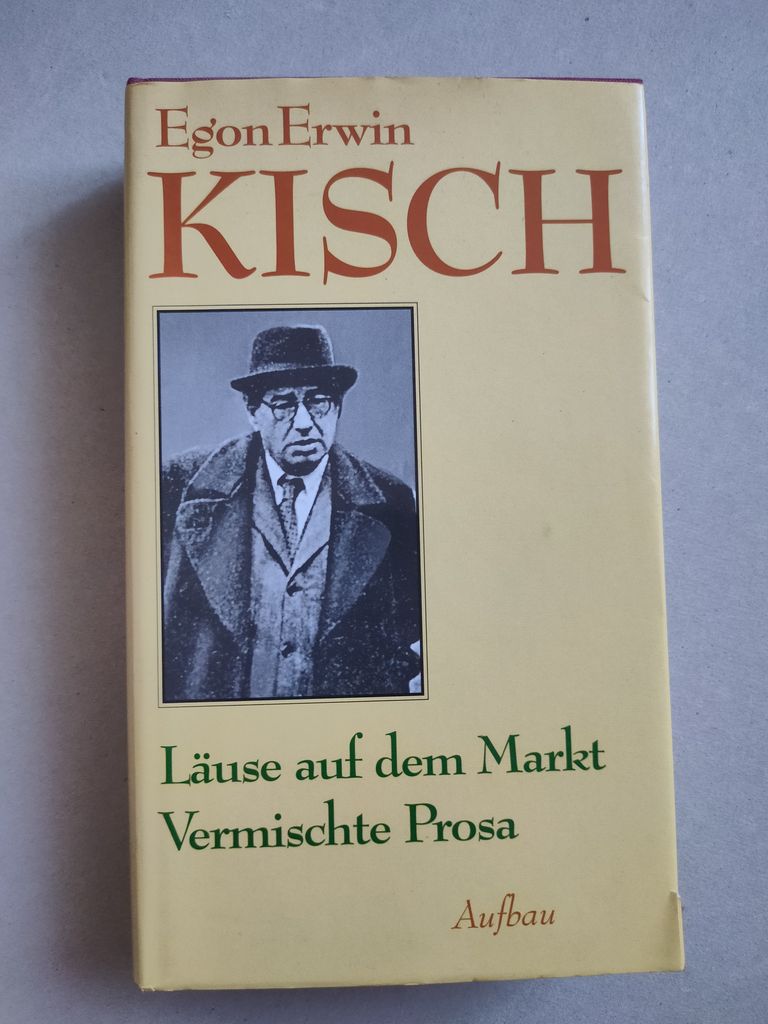 Egon Erwin
KISCH
Läuse auf dem Markt
Vermischte Prosa
Aufbau